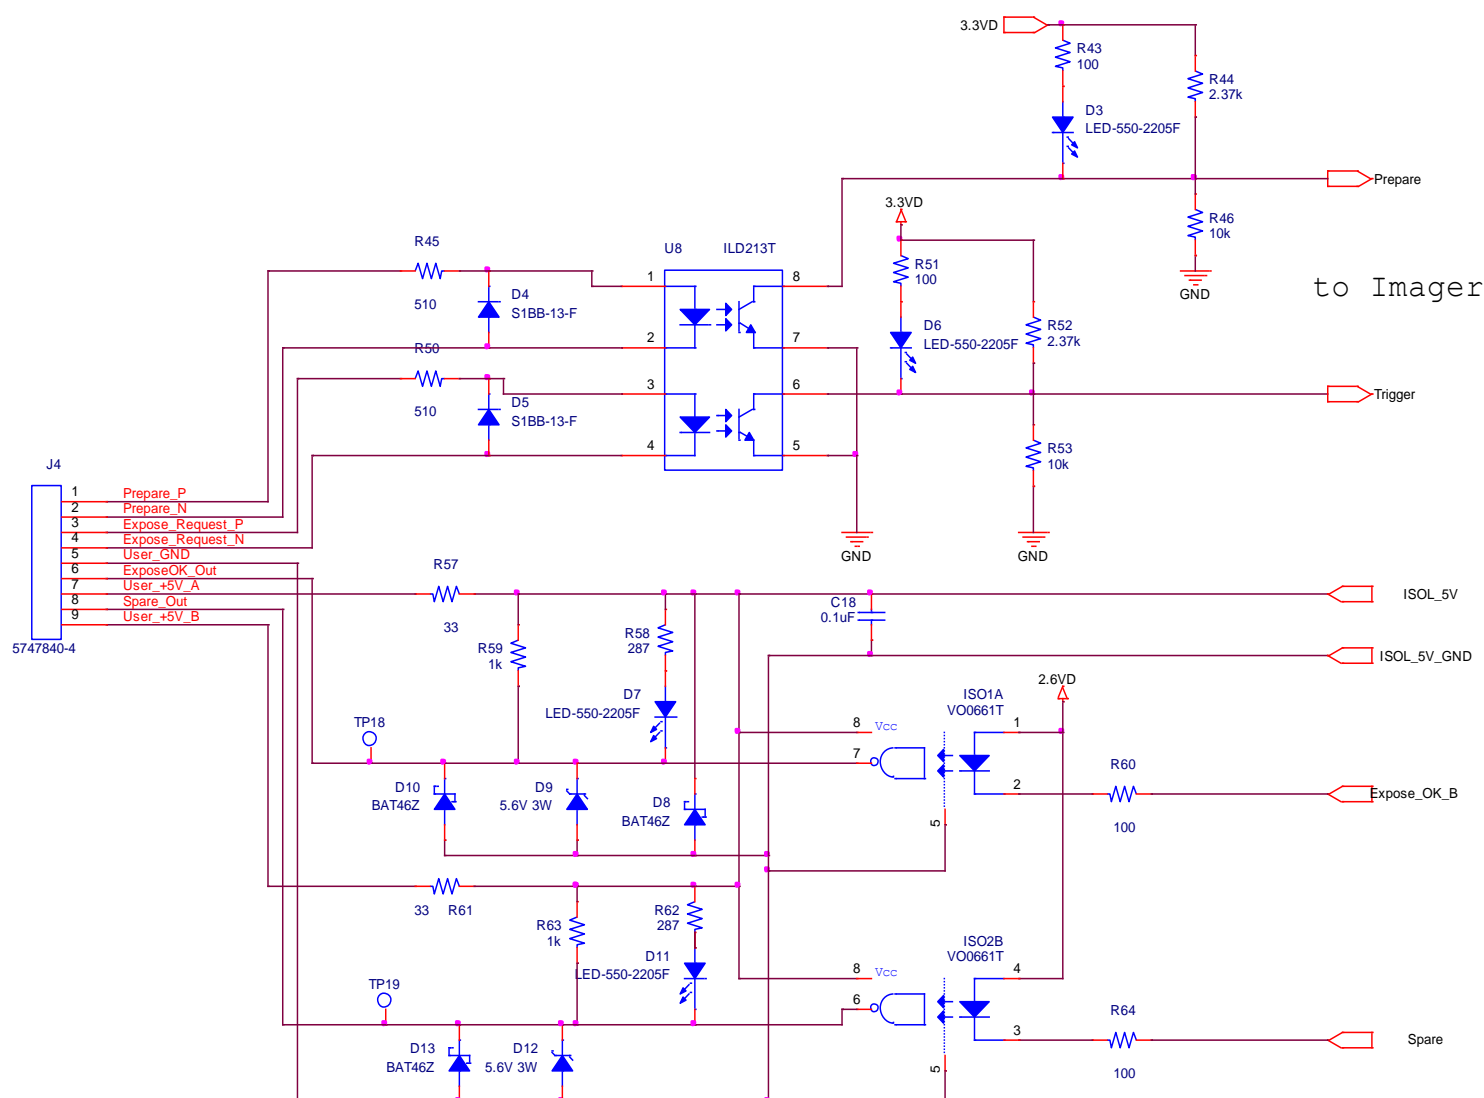 3.3VD
R43
100
R44
2.37k
D3
LED-550-2205F
Prepare
R46
10k
GND
to Imager
3.3VD
R51
100
D6
LED-550-2205F
R52
2.37k
Trigger
R53
10k
GND
GND
R45
510
D4
S1BB-13-F
R50
510
D5
S1BB-13-F
U8
ILD213T
1
2
3
4
8
7
6
5
J4
1 Prepare_P
2 Prepare_N
3 Expose_Request_P
4 Expose_Request_N
5 User_GND
6 ExposeOK_Out
7 User_+5V_A
8 Spare_Out
9 User_+5V_B
5747840-4
R57
33
R59
1k
R58
287
C18
0.1uF
ISOL_5V
ISOL_5V_GND
D7
LED-550-2205F
2.6VD
ISO1A
VO0661T
8 Vcc
7
1
2
5
TP18
D10
BAT46Z
D9
5.6V 3W
D8
BAT46Z
R60
100
Expose_OK_B
33 R61
R63
1k
R62
287
D11
LED-550-2205F
ISO2B
VO0661T
8 Vcc
6
4
3
5
TP19
D13
BAT46Z
D12
5.6V 3W
R64
100
Spare